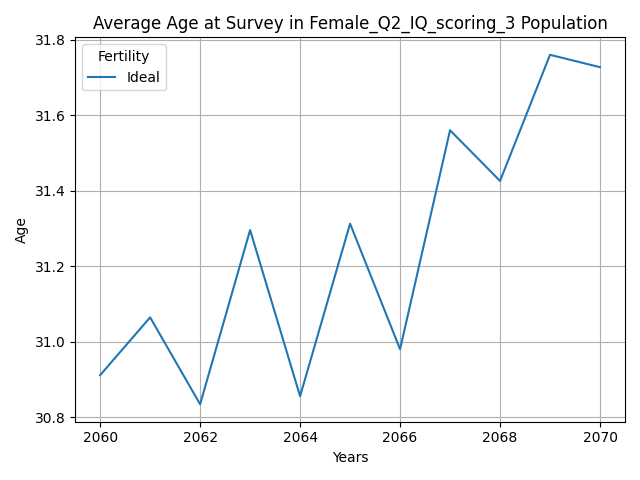 Average Age at Survey in Female_Q2_IQ_scoring_3 Population
Fertility
Ideal
31.8
31.6
31.4
31.2
31.0
30.8
Age
2060
2062
2064
2066
2068
2070
Years